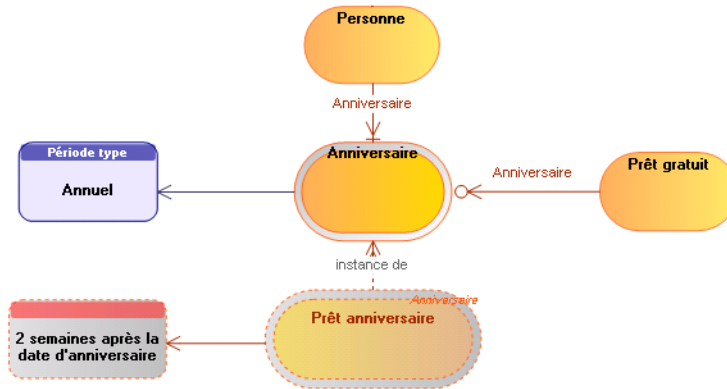 Personne
Anniversaire
Période type
Annuel
Anniversaire
Anniversaire
Prêt gratuit
instance de
Anniversaire
Prêt anniversaire
2 semaines après la
date d'anniversaire